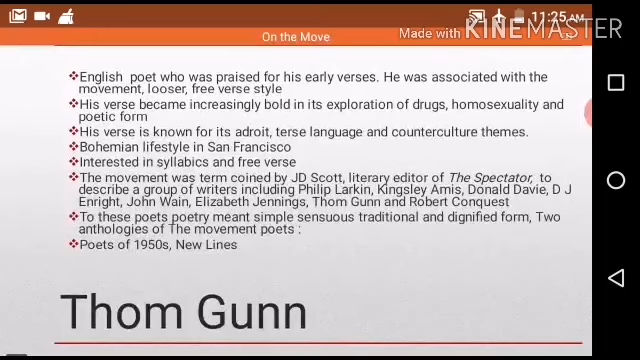 11:25 AM
On the Move
Made with KINEMASTER
❖English poet who was praised for his early verses. He was associated with the
movement, looser, free verse style
❖His verse became increasingly bold in its exploration of drugs, homosexuality and
poetic form
❖His verse is known for its adroit, terse language and counterculture themes.
❖Bohemian lifestyle in San Francisco
❖Interested in syllabics and free verse
❖The movement was term coined by JD Scott, literary editor of The Spectator, to
describe a group of writers including Philip Larkin, Kingsley Amis, Donald Davie, D J
Enright, John Wain, Elizabeth Jennings, Thom Gunn and Robert Conquest
❖To these poets poetry meant simple sensuous traditional and dignified form, Two
anthologies of The movement poets :
❖Poets of 1950s, New Lines
Thom Gunn